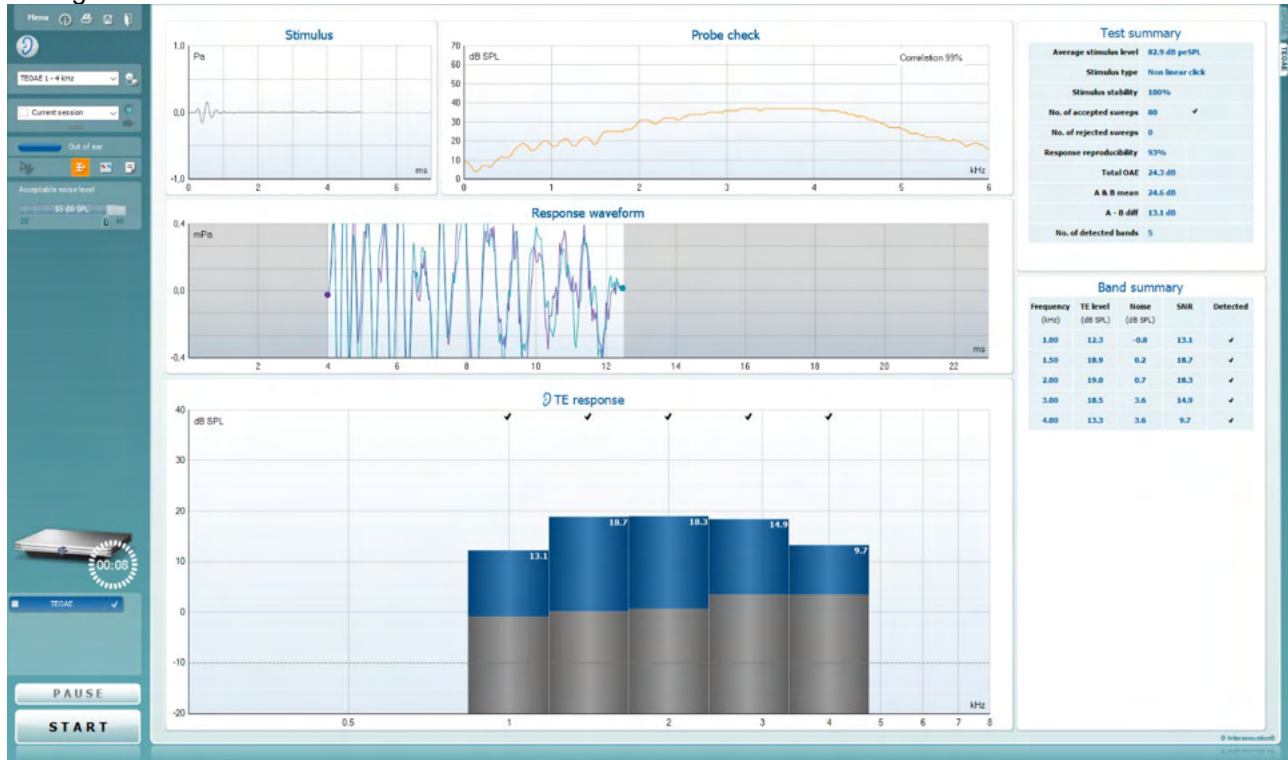 Menu
TEOAE 1 - 4 kHz
Current session
Out of ear
Acceptable noise level
55 dB SPL
30 60
00:08
TEOAE
PAUSE
START
Stimulus
1,0
Pa
0,0
-1,0
ms
0 2 4 6
Probe check
70
dB SPL
Correlation 99%
60
50
40
30
20
10
0
kHz
0 1 2 3 4 5 6
Response waveform
0,4
mPa
0,0
-0,4
ms
2 4 6 8 10 12 14 16 18 20 22
TE response
40
dB SPL
30
20
10
0
-10
-20
13.1 18.7 18.3 14.9 9.7
kHz
0.5 1 2 3 4 5 6 7 8
Test summary
Average stimulus level 82.9 dB peSPL
Stimulus type Non linear click
Stimulus stability 100%
No. of accepted sweeps 80 ✔
No. of rejected sweeps 0
Response reproducibility 93%
Total OAE 24.3 dB
A & B mean 24.6 dB
A - B diff 13.1 dB
No. of detected bands 5
Band summary
Frequency TE level Noise SNR Detected
(kHz) (dB SPL) (dB SPL)
1.00 12.3 -0.8 13.1 ✔
1.50 18.9 0.2 18.7 ✔
2.00 19.0 0.7 18.3 ✔
3.00 18.5 3.6 14.9 ✔
4.00 13.3 3.6 9.7 ✔
TEOAE
© Interacoustics®